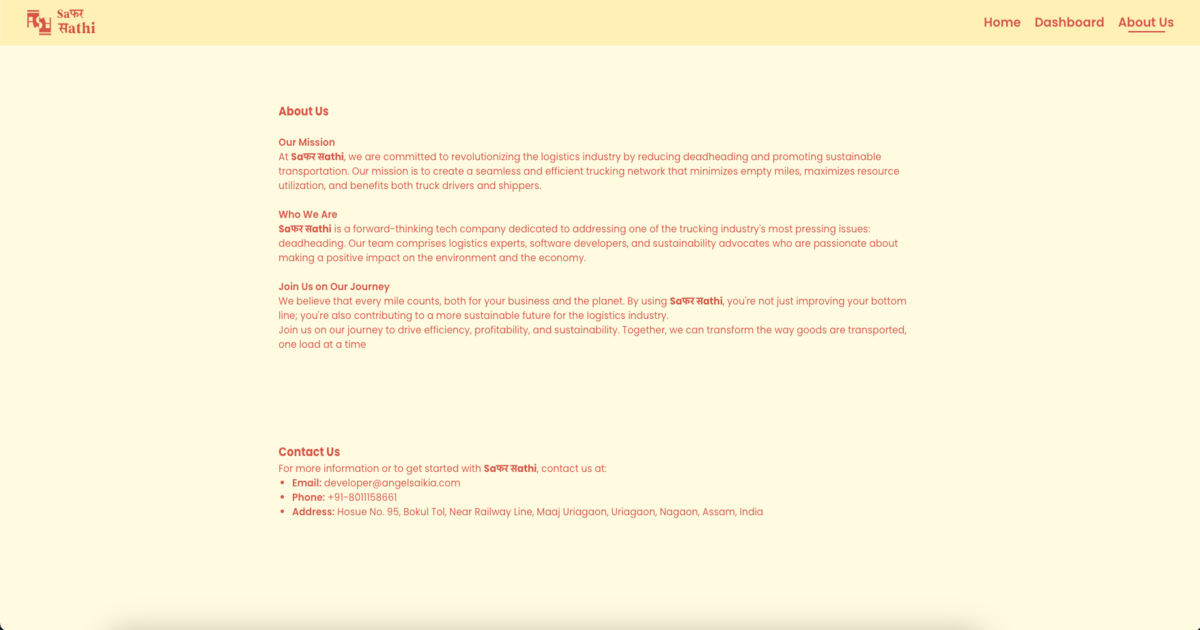 Saफर
सathi
Home Dashboard About Us
About Us
Our Mission
At Saफर सathi, we are committed to revolutionizing the logistics industry by reducing deadheading and promoting sustainable
transportation. Our mission is to create a seamless and efficient trucking network that minimizes empty miles, maximizes resource
utilization, and benefits both truck drivers and shippers.
Who We Are
Saफर सathi is a forward-thinking tech company dedicated to addressing one of the trucking industry's most pressing issues:
deadheading. Our team comprises logistics experts, software developers, and sustainability advocates who are passionate about
making a positive impact on the environment and the economy.
Join Us on Our Journey
We believe that every mile counts, both for your business and the planet. By using Saफर सathi, you're not just improving your bottom
line; you're also contributing to a more sustainable future for the logistics industry.
Join us on our journey to drive efficiency, profitability, and sustainability. Together, we can transform the way goods are transported,
one load at a time
Contact Us
For more information or to get started with Saफर सathi, contact us at:
• Email: developer@angelsaikia.com
• Phone: +91-8011158661
• Address: Hosue No. 95, Bokul Tol, Near Railway Line, Maaj Uriagaon, Uriagaon, Nagaon, Assam, India